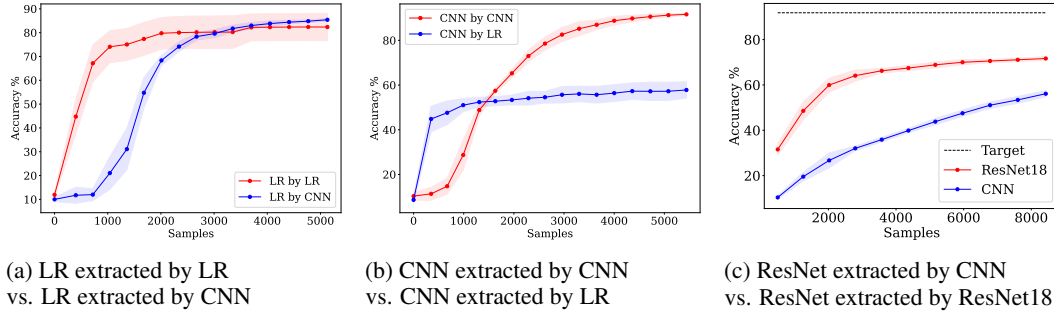 90
80
70
60
50
40
30
20
10
Accuracy %
0 1000 2000 3000 4000 5000
Samples
LR by LR
LR by CNN
80
60
40
20
Accuracy %
0 1000 2000 3000 4000 5000
Samples
CNN by CNN
CNN by LR
80
60
40
20
Accuracy %
2000 4000 6000 8000
Samples
Target
ResNet18
CNN
(a) LR extracted by LR
vs. LR extracted by CNN
(b) CNN extracted by CNN
vs. CNN extracted by LR
(c) ResNet extracted by CNN
vs. ResNet extracted by ResNet18